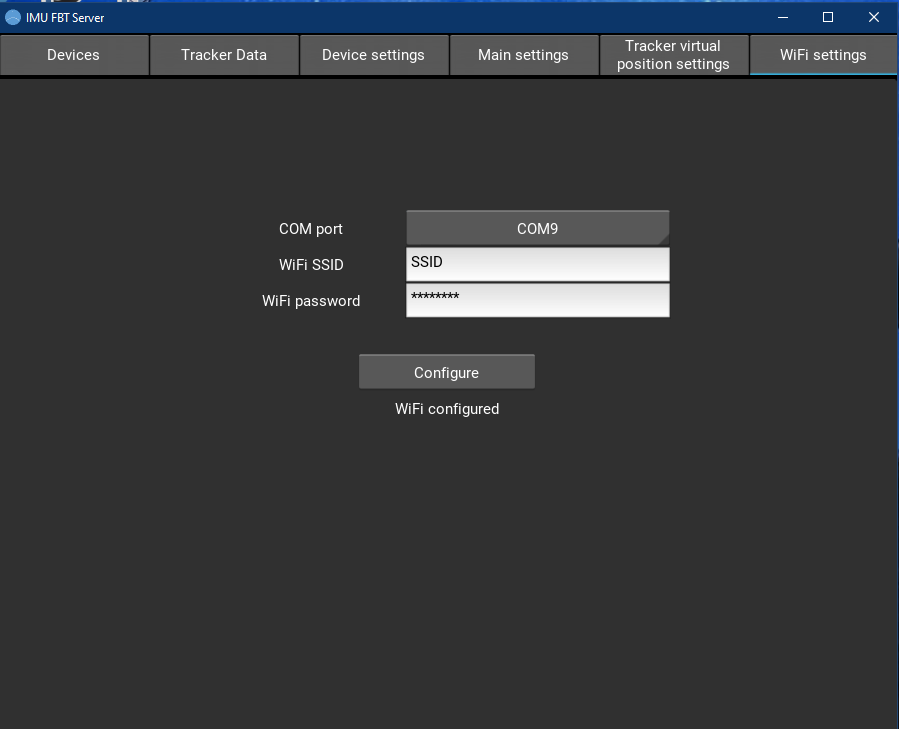 IMU FBT Server
Devices
Tracker Data
Device settings
Main settings
Tracker virtual
position settings
WiFi settings
COM port
COM9
WiFi SSID
SSID
WiFi password
********
Configure
WiFi configured